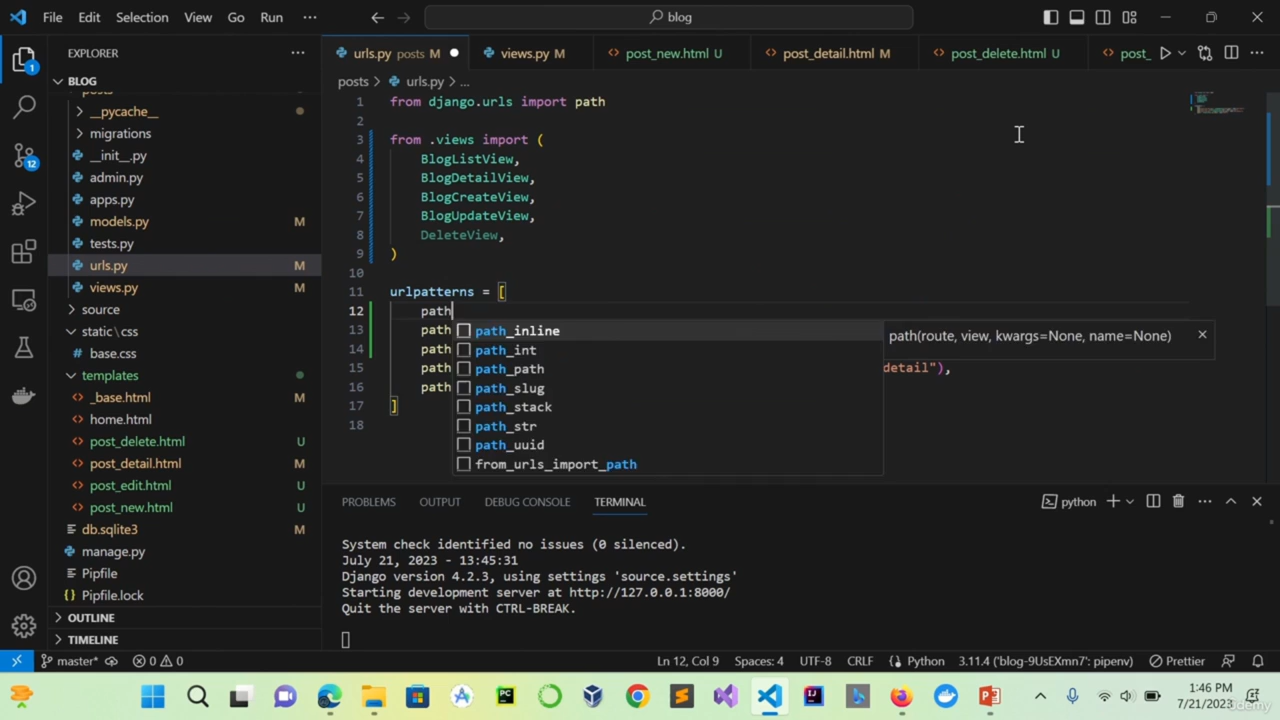 File Edit Selection View Go Run ··· blog
EXPLORER ···
BLOG
posts
__pycache__
migrations
__init__.py
admin.py
apps.py
models.py M
tests.py
urls.py M
views.py M
source
static\css
base.css
templates
_base.html M
home.html
post_delete.html U
post_detail.html M
post_edit.html U
post_new.html U
db.sqlite3 M
manage.py
Pipfile
Pipfile.lock
OUTLINE
TIMELINE
1
12
urls.py posts M views.py M post_new.html U post_detail.html M post_delete.html U post_ ···
posts > urls.py > ...
1 from django.urls import path
2
3 from .views import (
4 BlogListView,
5 BlogDetailView,
6 BlogCreateView,
7 BlogUpdateView,
8 DeleteView,
9 )
10
11 urlpatterns = [
12 path
13 path
14 path
15 path detail"),
16 path
17 ]
18
path_inline
path_int
path_path
path_slug
path_stack
path_str
path_uuid
from_urls_import_path
path(route, view, kwargs=None, name=None)
PROBLEMS OUTPUT DEBUG CONSOLE TERMINAL python ···
System check identified no issues (0 silenced).
July 21, 2023 - 13:45:31
Django version 4.2.3, using settings 'source.settings'
Starting development server at http://127.0.0.1:8000/
Quit the server with CTRL-BREAK.
master* 0 0 Ln 12, Col 9 Spaces: 4 UTF-8 CRLF Python 3.11.4 ('blog-9UsEXmn7': pipenv) Prettier
PC
1:46 PM
7/21/2023
Udemy